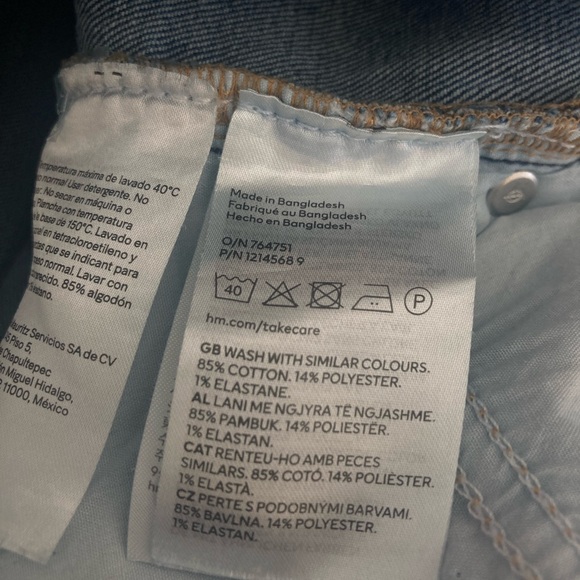 temperatura máxima de lavado 40°C
normal Usar detergente. No
No secar en máquina o
Plancha con temperatura
base de 150°C. Lavado en
en tetracloroetileno y
que se indican para
normal. Lavar con
85% algodón
Servicios SA de CV
Paso 5,
Chapultepec
Miguel Hidalgo,
11000, México
Made in Bangladesh
Fabriqué au Bangladesh
Hecho en Bangladesh
O/N 764751
P/N 1214568 9
40 P
hm.com/takecare
GB WASH WITH SIMILAR COLOURS.
85% COTTON. 14% POLYESTER.
1% ELASTANE.
AL LANI ME NGJYRA TË NGJASHME.
85% PAMBUK. 14% POLIESTËR.
1% ELASTAN.
CAT RENTEU-HO AMB PECES
SIMILARS. 85% COTÓ. 14% POLIÈSTER.
1% ELASTÀ.
CZ PERTE S PODOBNÝMI BARVAMI.
85% BAVLNA. 14% POLYESTER.
1% ELASTAN.